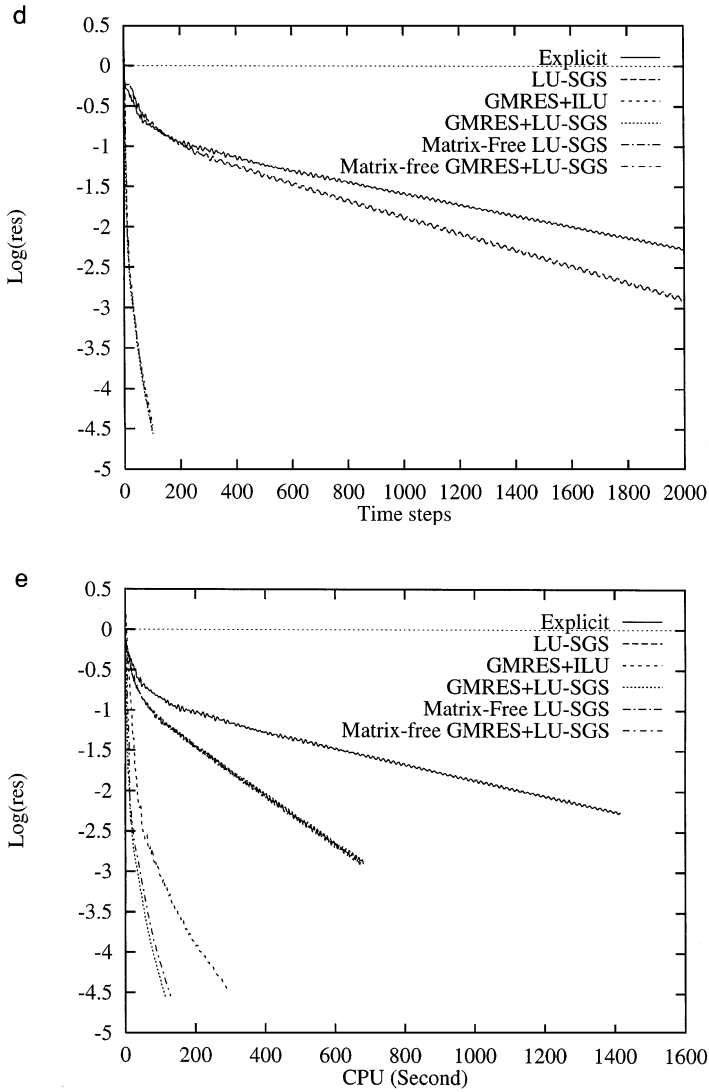 d
0.5
0
-0.5
-1
-1.5
-2
-2.5
-3
-3.5
-4
-4.5
-5
Log(res)
Explicit
LU-SGS
GMRES+ILU
GMRES+LU-SGS
Matrix-Free LU-SGS
Matrix-free GMRES+LU-SGS
0 200 400 600 800 1000 1200 1400 1600 1800 2000
Time steps
e
0.5
0
-0.5
-1
-1.5
-2
-2.5
-3
-3.5
-4
-4.5
-5
Log(res)
Explicit
LU-SGS
GMRES+ILU
GMRES+LU-SGS
Matrix-Free LU-SGS
Matrix-free GMRES+LU-SGS
0 200 400 600 800 1000 1200 1400 1600
CPU (Second)